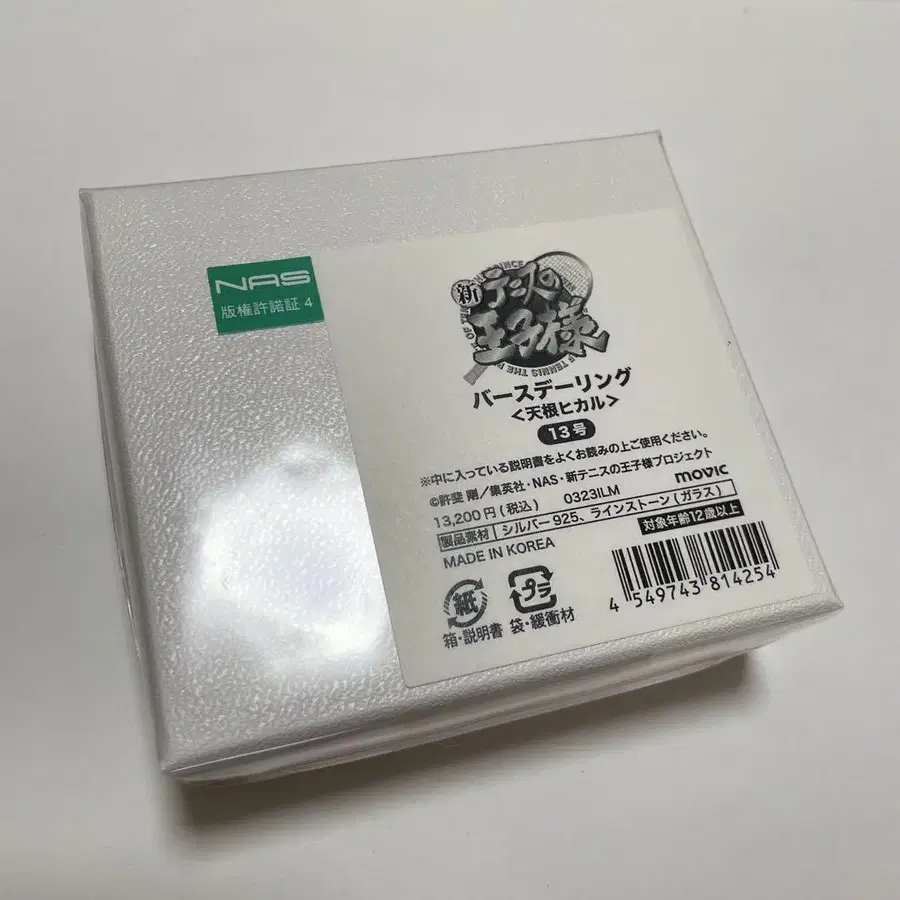 NAS
版権許諾証 4
新テニスの
王子様
バースデーリング
<天根ヒカル>
13号
※中に入っている説明書をよくお読みの上ご使用ください。
©許斐 剛／集英社・NAS・新テニスの王子様プロジェクト
movic
13,200円(税込) 0323ILM
製品素材 シルバー925、ラインストーン(ガラス)
対象年齢12歳以上
MADE IN KOREA
紙
プラ
箱・説明書 袋・緩衝材
4 549743 814254